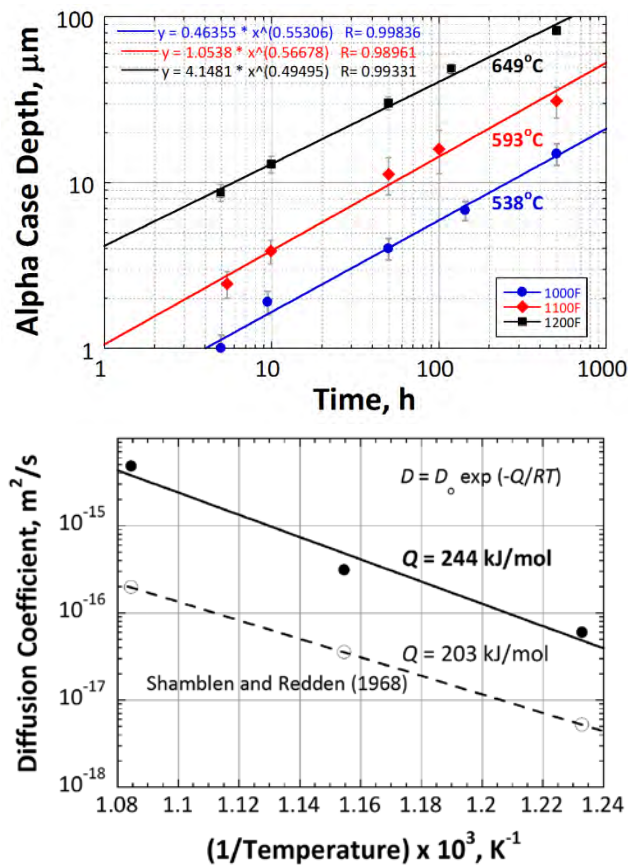 y = 0.46355 * x^(0.55306) R= 0.99836
y = 1.0538 * x^(0.56678) R= 0.98961
y = 4.1481 * x^(0.49495) R= 0.99331
649°C
593°C
538°C
1000F
1100F
1200F
100
10
1
1
10
100
1000
Alpha Case Depth, μm
Time, h
D = Do exp (-Q/RT)
Q = 244 kJ/mol
Q = 203 kJ/mol
Shamblen and Redden (1968)
10-15
10-16
10-17
10-18
1.08
1.1
1.12
1.14
1.16
1.18
1.2
1.22
1.24
Diffusion Coefficient, m2/s
(1/Temperature) x 103, K-1